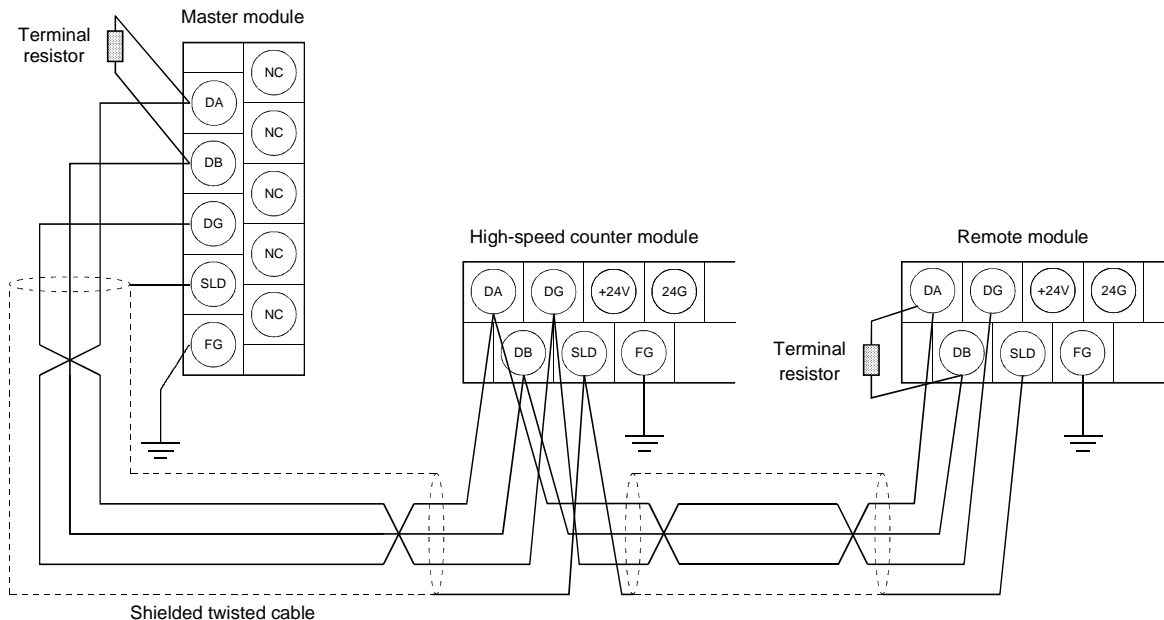 Master module
Terminal
resistor
NC
DA
NC
DB
NC
DG
NC
SLD
NC
FG
High-speed counter module
DA
DG
+24V
24G
DB
SLD
FG
Remote module
DA
DG
+24V
24G
DB
SLD
FG
Terminal
resistor
Shielded twisted cable